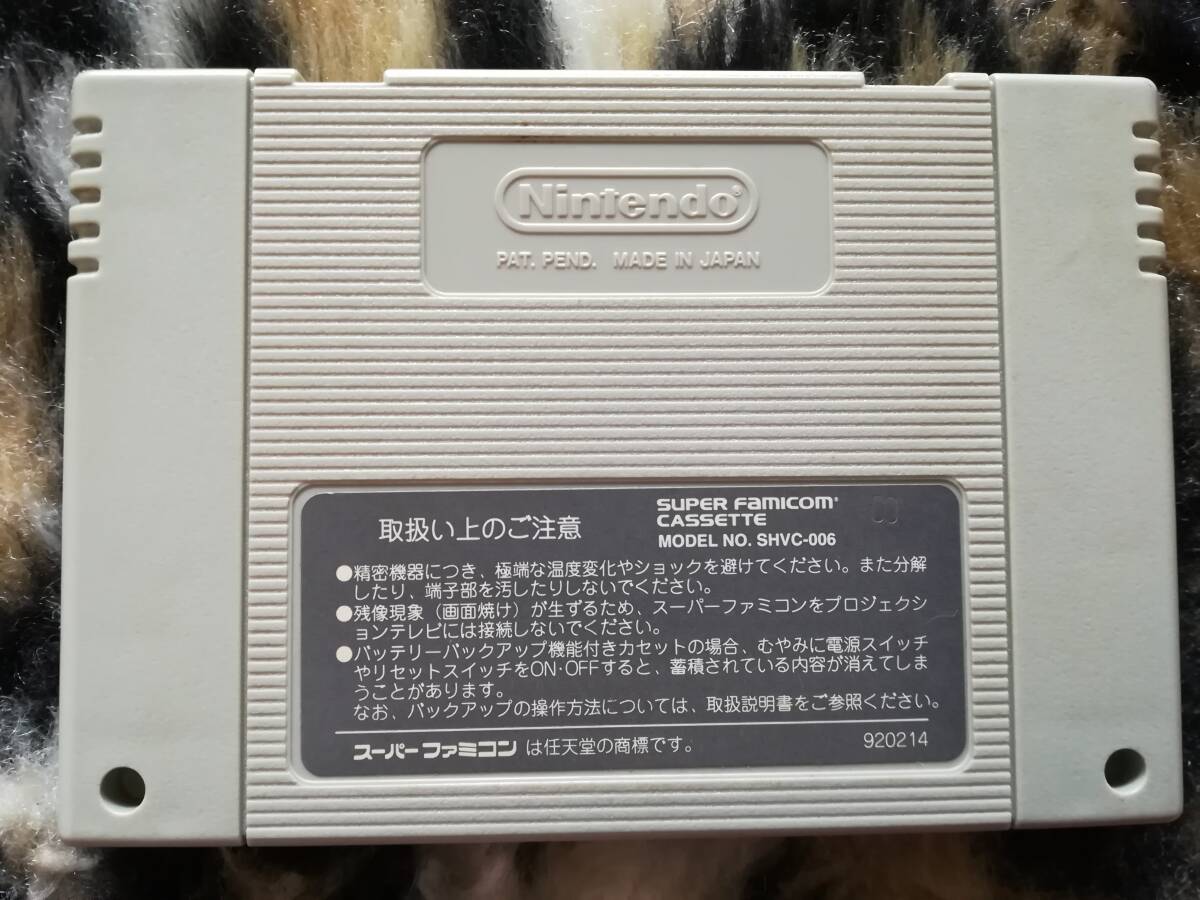 Nintendo®
PAT. PEND. MADE IN JAPAN
取扱い上のご注意
SUPER FAMICOM®
CASSETTE
MODEL NO. SHVC-006
●精密機器につき、極端な温度変化やショックを避けてください。また分解
したり、端子部を汚したりしないでください。
●残像現象（画面焼け）が生ずるため、スーパーファミコンをプロジェクシ
ョンテレビには接続しないでください。
●バッテリーバックアップ機能付きカセットの場合、むやみに電源スイッチ
やリセットスイッチをON・OFFすると、蓄積されている内容が消えてしま
うことがあります。
なお、バックアップの操作方法については、取扱説明書をご参照ください。
スーパーファミコン は任天堂の商標です。
920214